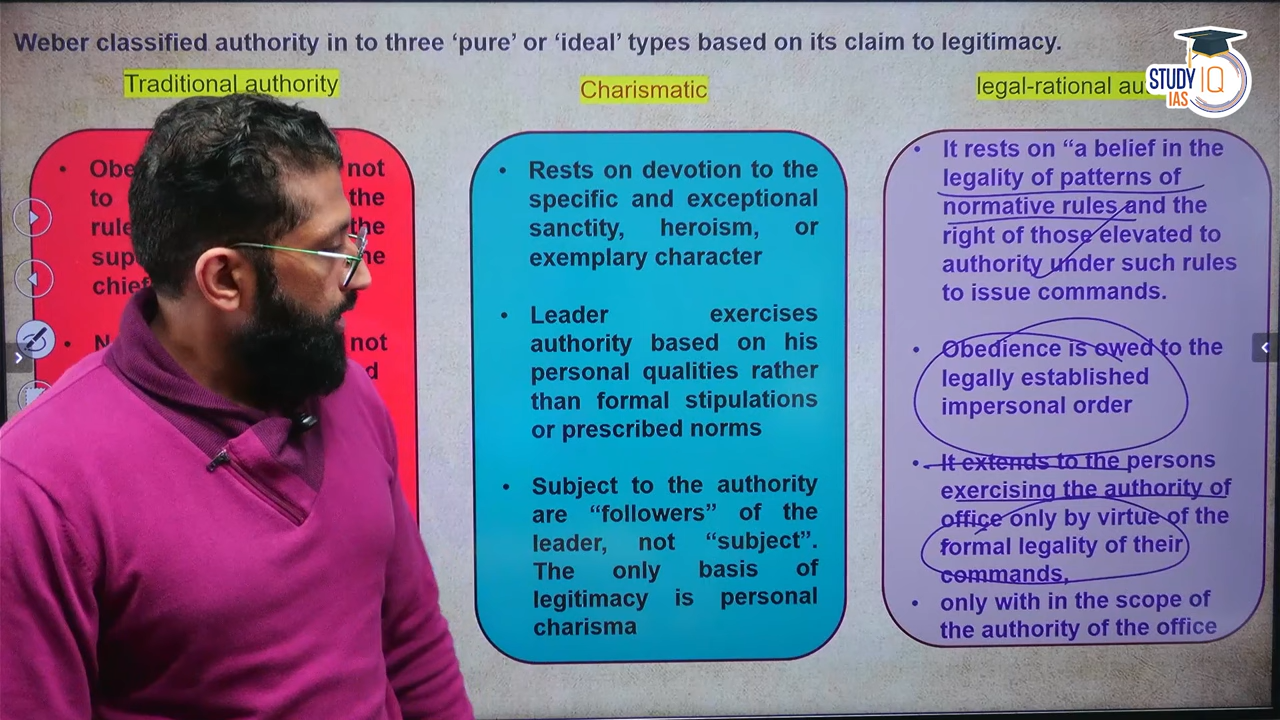 Weber classified authority in to three ‘pure’ or ‘ideal’ types based on its claim to legitimacy.
STUDY IQ
IAS
Traditional authority
not
to the
the
chief
not
Charismatic
• Rests on devotion to the
specific and exceptional
sanctity, heroism, or
exemplary character
• Leader exercises
authority based on his
personal qualities rather
than formal stipulations
or prescribed norms
• Subject to the authority
are “followers” of the
leader, not “subject”.
The only basis of
legitimacy is personal
charisma
legal-rational
• It rests on “a belief in the
legality of patterns of
normative rules and the
right of those elevated to
authority under such rules
to issue commands.
• Obedience is owed to the
legally established
impersonal order
• It extends to the persons
exercising the authority of
office only by virtue of the
formal legality of their
commands,
• only with in the scope of
the authority of the office